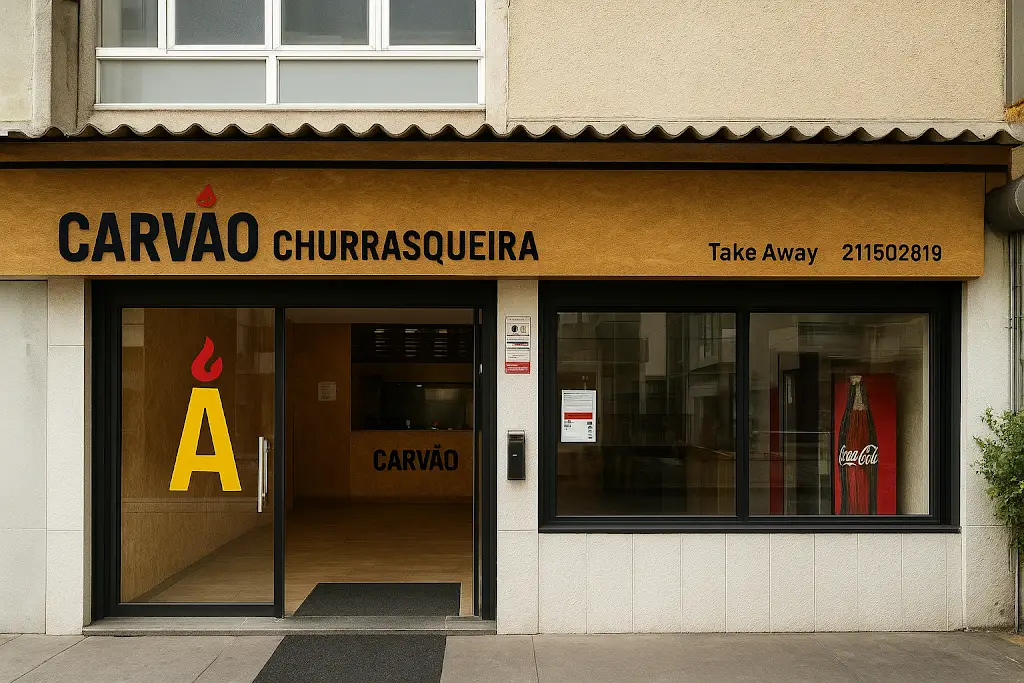 CARVÃO CHURRASQUEIRA
Take Away 211502819
A
CARVÃO
Coca-Cola